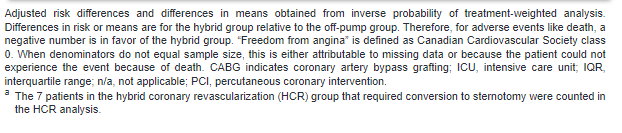 Adjusted risk differences and differences in means obtained from inverse probability of treatment-weighted analysis.
Differences in risk or means are for the hybrid group relative to the off-pump group. Therefore, for adverse events like death, a
negative number is in favor of the hybrid group. “Freedom from angina” is defined as Canadian Cardiovascular Society class
0. When denominators do not equal sample size, this is either attributable to missing data or because the patient could not
experience the event because of death. CABG indicates coronary artery bypass grafting; ICU, intensive care unit; IQR,
interquartile range; n/a, not applicable; PCI, percutaneous coronary intervention.
a The 7 patients in the hybrid coronary revascularization (HCR) group that required conversion to sternotomy were counted in
the HCR analysis.